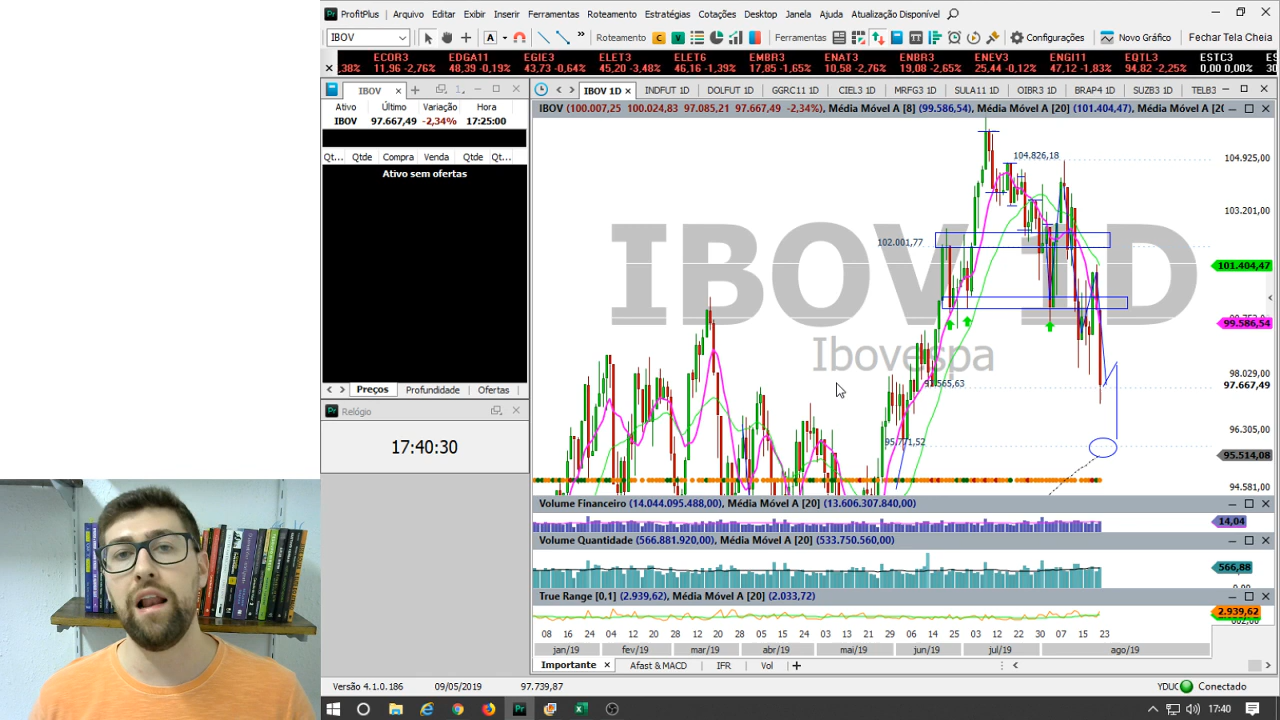 ProfitPlus Arquivo Editar Exibir Inserir Ferramentas Roteamento Estratégias Cotações Desktop Janela Ajuda Atualização Disponível
IBOV A Roteamento Ferramentas Configurações Novo Gráfico Fechar Tela Cheia
ECOR3 EDGA11 EGIE3 ELET3 ELET6 EMBR3 ENAT3 ENBR3 ENEV3 ENGI11 EQTL3 ESTC3
,38% 11,96 -2,76% 48,39 -0,19% 43,73 -0,64% 45,20 -3,48% 46,16 -1,39% 17,85 -1,65% 10,58 -2,76% 19,08 -2,65% 25,44 -0,12% 47,12 -1,83% 94,82 -2,25% 0,00 0,00%
IBOV
Ativo Último Variação Hora
IBOV 97.667,49 -2,34% 17:25:00
Qt... Qtde Compra Venda Qtde Qt...
Ativo sem ofertas
Preços Profundidade Ofertas
Relógio
17:40:30
IBOV 1D INDFUT 1D DOLFUT 1D GGRC11 1D CIEL3 1D MRFG3 1D SULA11 1D OIBR3 1D BRAP4 1D SUZB3 1D TELB3
IBOV (100.007,25 100.024,83 97.085,21 97.667,49 -2,34%), Média Móvel A [8] (99.586,54), Média Móvel A [20] (101.404,47), Média Móvel A [20
IBOV 1D
Ibovespa
104.826,18
102.001,77
95.771,52
104.925,00
103.201,00
101.404,47
99.586,54
98.029,00
97.667,49
96.305,00
95.514,08
94.581,00
Volume Financeiro (14.044.095.488,00), Média Móvel A [20] (13.606.307.840,00)
14,04
Volume Quantidade (566.881.920,00), Média Móvel A [20] (533.750.560,00)
566,88
True Range [0,1] (2.939,62), Média Móvel A [20] (2.033,72)
2.939,62
08 16 24 04 12 20 28 12 20 28 05 15 23 03 13 21 29 06 14 25 03 12 22 30 07 15 23
jan/19 fev/19 mar/19 abr/19 mai/19 jun/19 jul/19 ago/19
Importante Afast & MACD IFR Vol
Versão 4.1.0.186 09/05/2019 97.739,87 YDUC Conectado
17:40